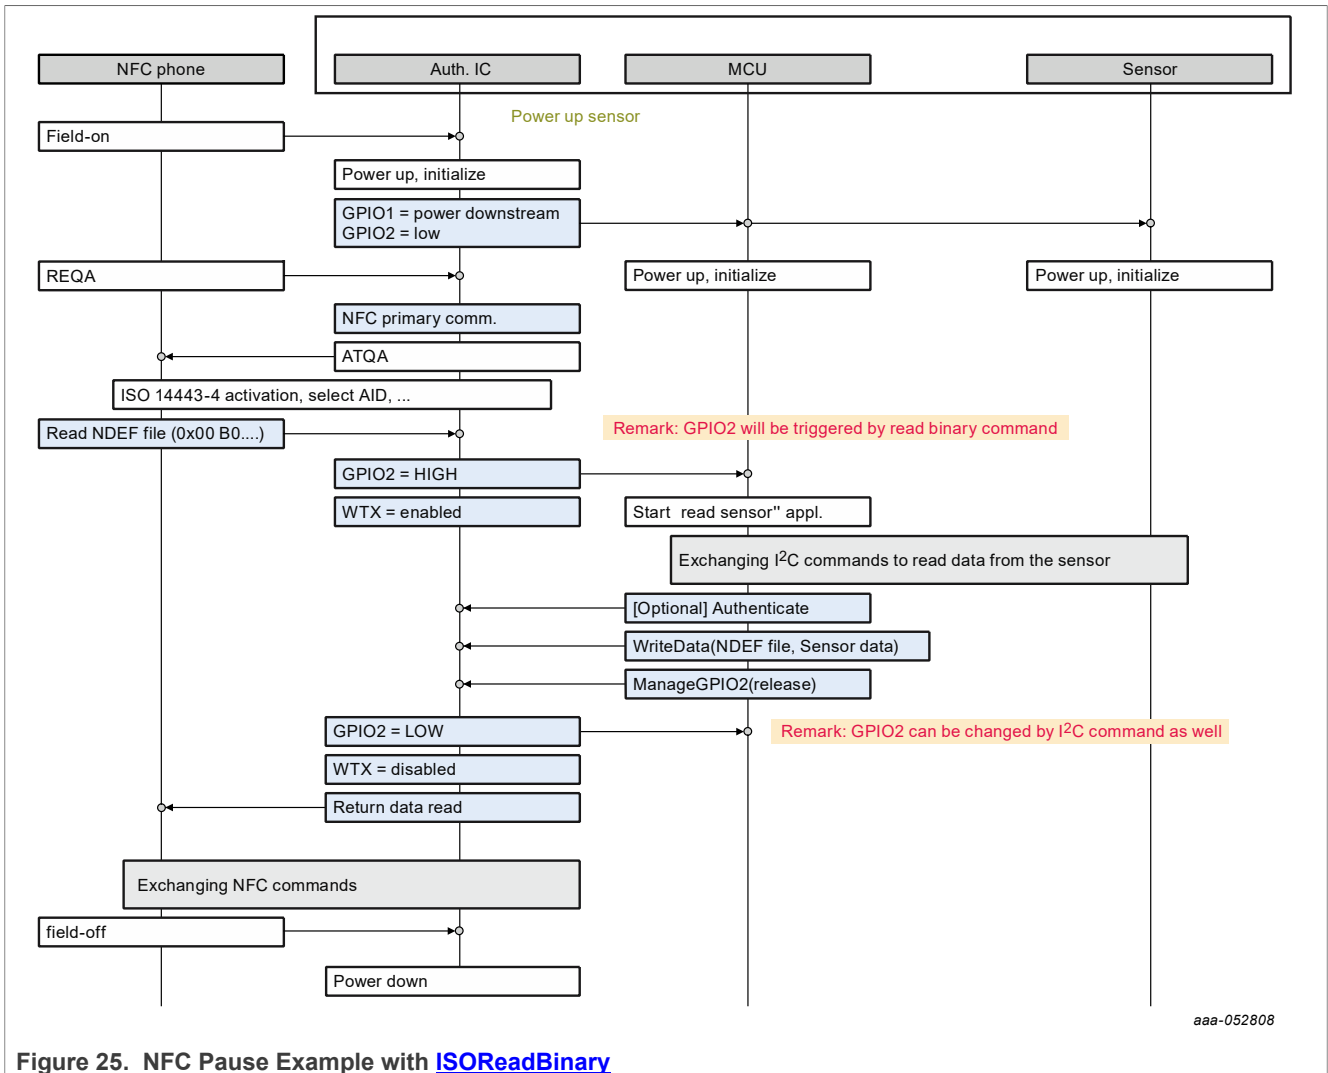 NFC phone
Auth. IC
MCU
Sensor
Power up sensor
Field-on
Power up, initialize
GPIO1 = power downstream
GPIO2 = low
REQA
Power up, initialize
Power up, initialize
NFC primary comm.
ATQA
ISO 14443-4 activation, select AID, ...
Read NDEF file (0x00 B0....)
Remark: GPIO2 will be triggered by read binary command
GPIO2 = HIGH
WTX = enabled
Start read sensor" appl.
Exchanging I2C commands to read data from the sensor
[Optional] Authenticate
WriteData(NDEF file, Sensor data)
ManageGPIO2(release)
GPIO2 = LOW
Remark: GPIO2 can be changed by I2C command as well
WTX = disabled
Return data read
Exchanging NFC commands
field-off
Power down
aaa-052808
Figure 25. NFC Pause Example with ISOReadBinary